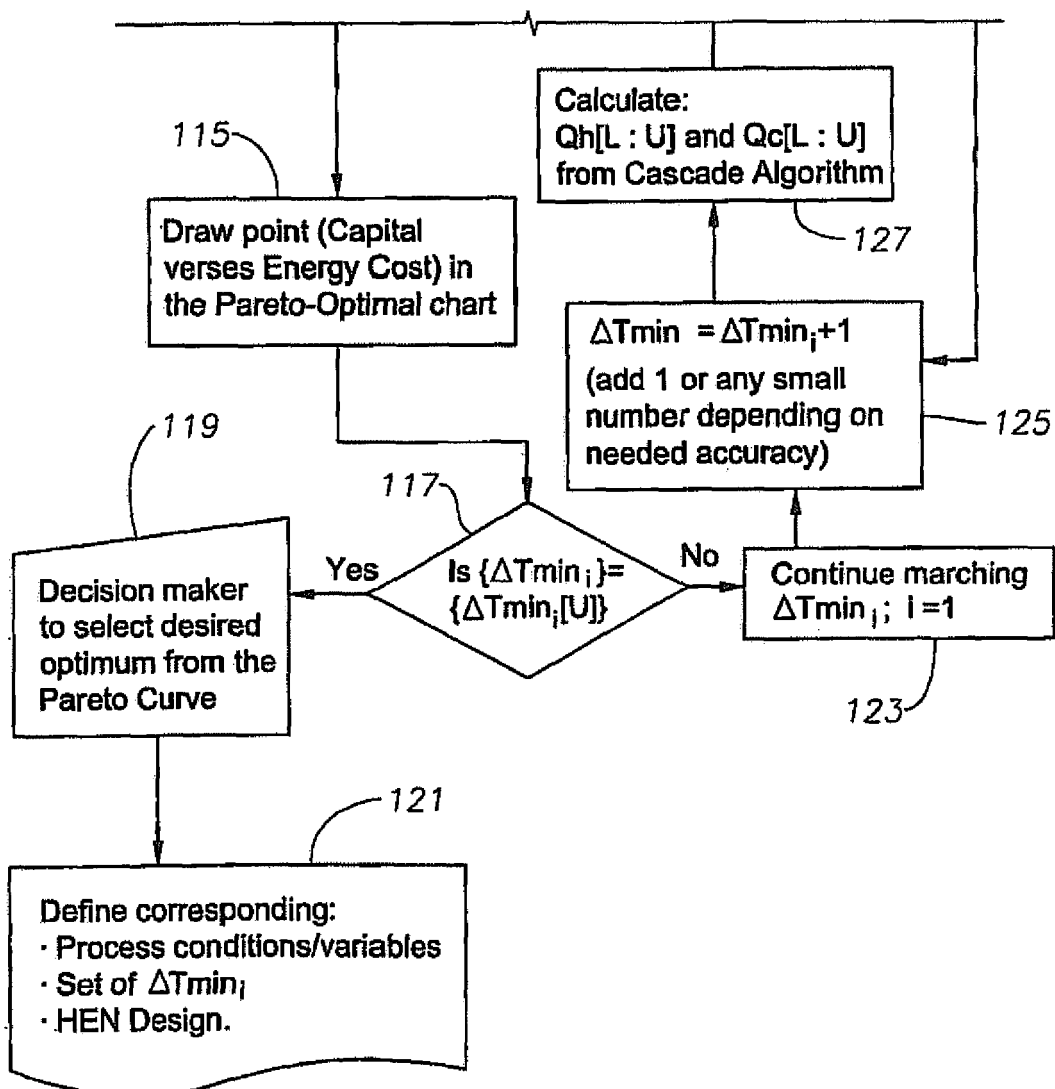 115
Draw point (Capital
verses Energy Cost) in
the Pareto-Optimal chart
Calculate:
Qh[L : U] and Qc[L : U]
from Cascade Algorithm
127
ΔTmin = ΔTminᵢ+1
(add 1 or any small
number depending on
needed accuracy)
125
119
117
Decision maker
to select desired
optimum from the
Pareto Curve
Yes
Is {ΔTminᵢ}=
{ΔTminᵢ[U]}
No
Continue marching
ΔTminᵢ; i=1
123
121
Define corresponding:
· Process conditions/variables
· Set of ΔTminᵢ
· HEN Design.